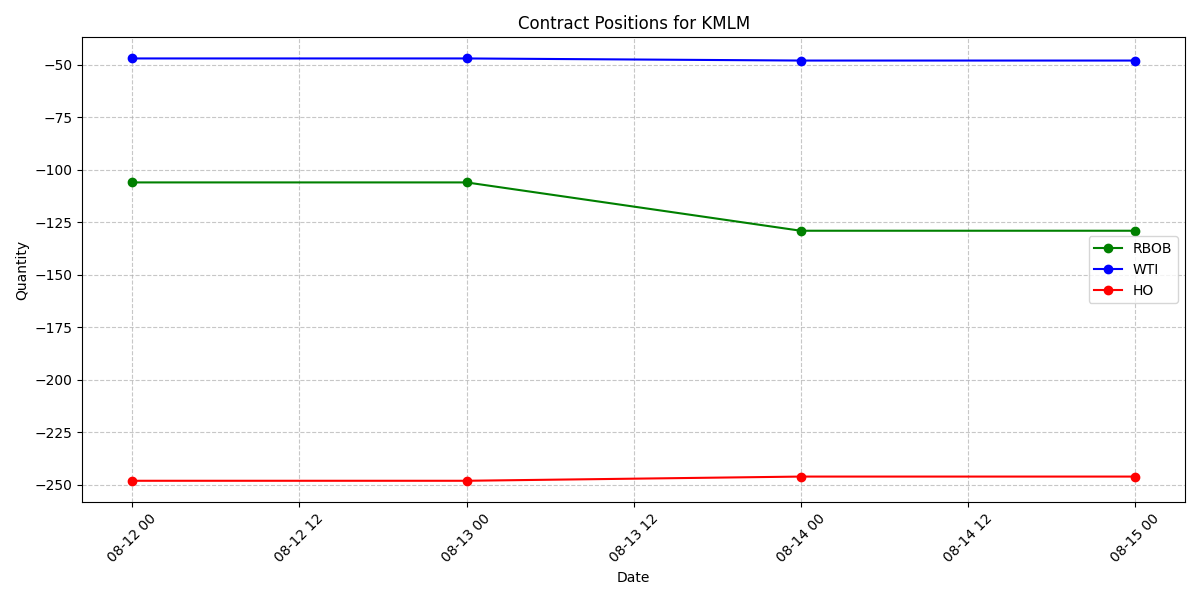 Contract Positions for KMLM
Quantity
−50
−75
−100
−125
−150
−175
−200
−225
−250
RBOB
WTI
HO
08-12 00
08-12 12
08-13 00
08-13 12
08-14 00
08-14 12
08-15 00
Date